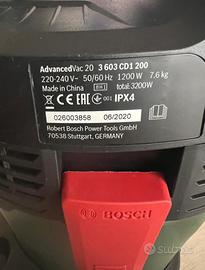 AdvancedVac 20 3 603 CD1 200
220-240 V~ 50/60 Hz 1200 W 7.6 kg
Made in China total: 3200W
IPX4
026003858 06/2020
Robert Bosch Power Tools GmbH
70538 Stuttgart, GERMANY
BOSCH
subito